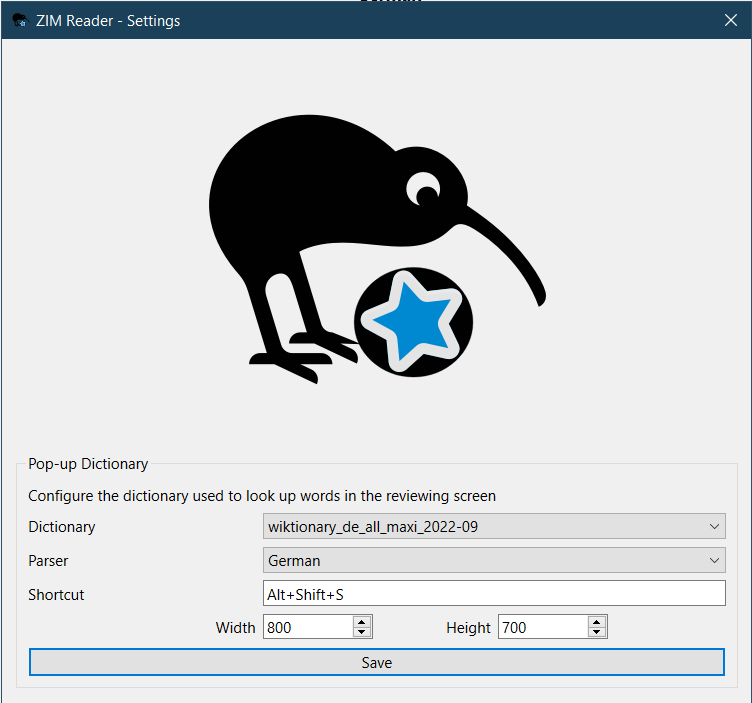 ZIM Reader - Settings
Pop-up Dictionary
Configure the dictionary used to look up words in the reviewing screen
Dictionary wiktionary_de_all_maxi_2022-09
Parser German
Shortcut Alt+Shift+S
Width 800 Height 700
Save